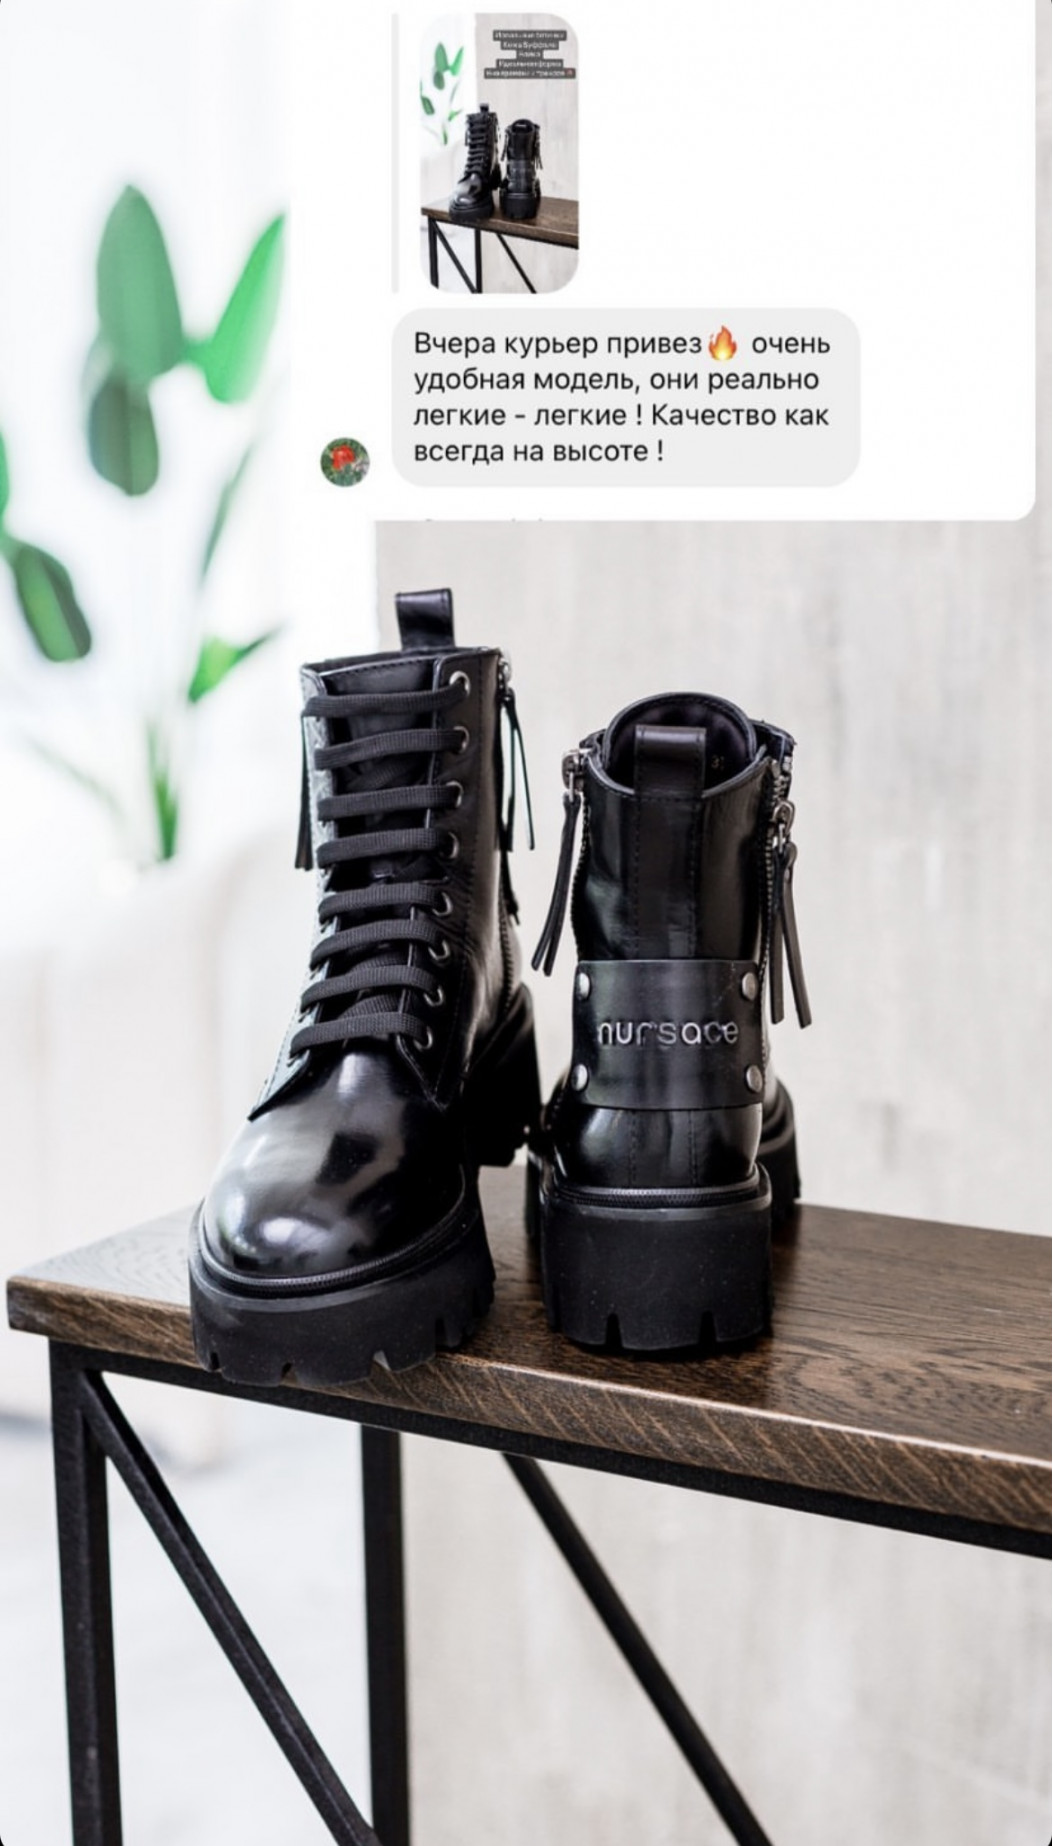 Вчера курьер привез🔥 очень
удобная модель, они реально
легкие - легкие ! Качество как
всегда на высоте !
nursace